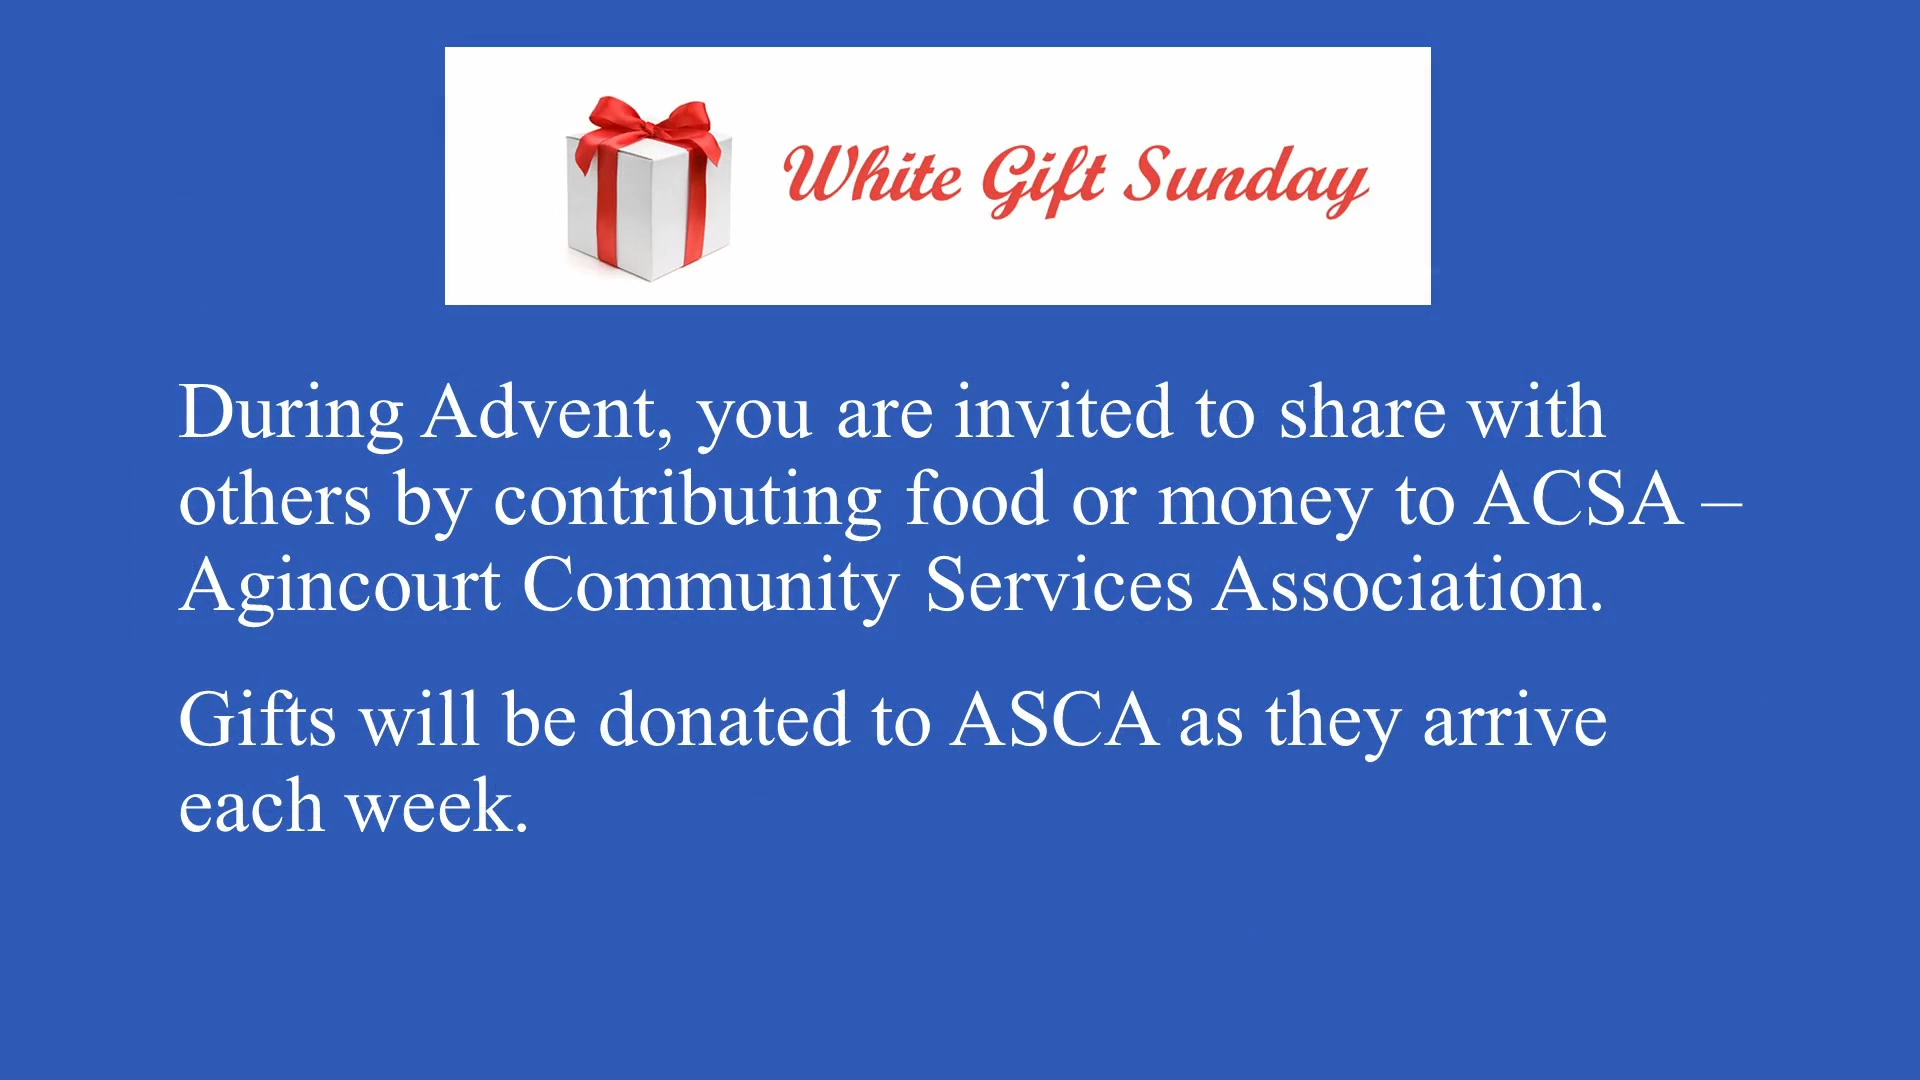 White Gift Sunday
During Advent, you are invited to share with
others by contributing food or money to ACSA –
Agincourt Community Services Association.
Gifts will be donated to ASCA as they arrive
each week.